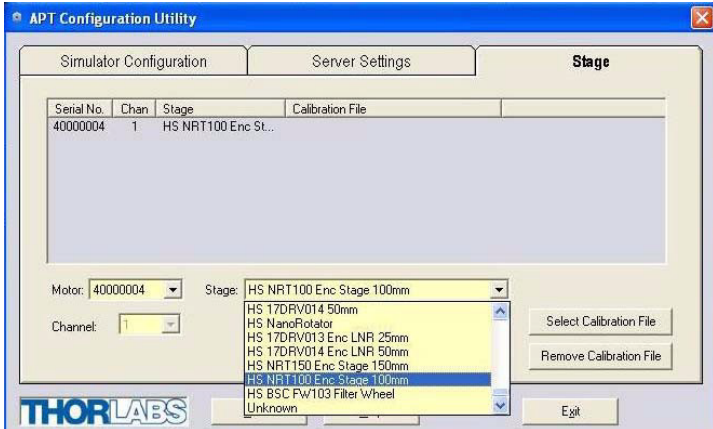 APT Configuration Utility
Simulator Configuration
Server Settings
Stage
Serial No. Chan Stage Calibration File
40000004 1 HS NRT100 Enc St...
Motor: 40000004 Stage: HS NRT100 Enc Stage 100mm
HS 17DRV014 50mm
HS NanoRotator
HS 17DRV013 Enc LNR 25mm
HS 17DRV014 Enc LNR 50mm
HS NRT150 Enc Stage 150mm
HS NRT100 Enc Stage 100mm
HS BSC FW103 Filter Wheel
Unknown
Channel: 1
Select Calibration File
Remove Calibration File
THORLABS
Exit